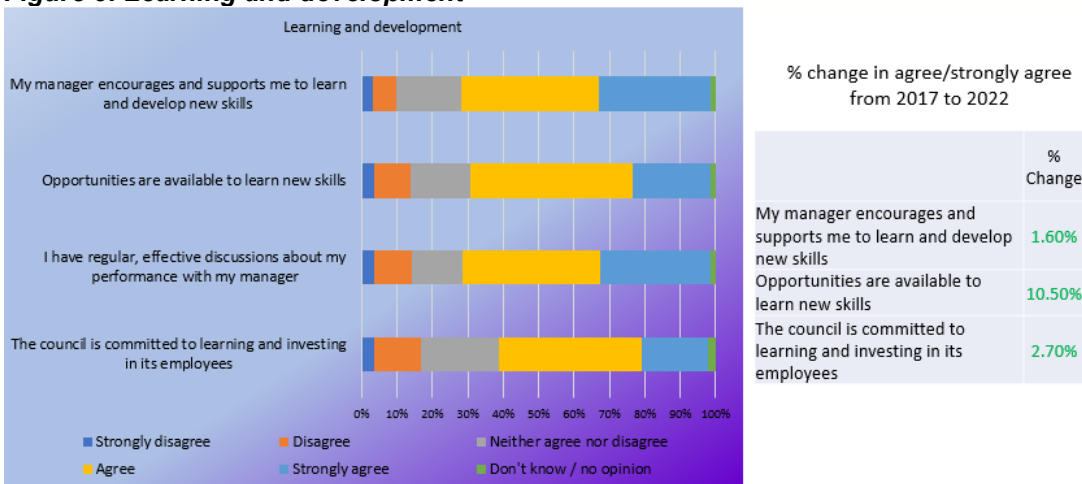 Learning and development
My manager encourages and supports me to learn
and develop new skills
Opportunities are available to learn new skills
I have regular, effective discussions about my
performance with my manager
The council is committed to learning and investing
in its employees
0% 10% 20% 30% 40% 50% 60% 70% 80% 90% 100%
Strongly disagree Disagree Neither agree nor disagree
Agree Strongly agree Don't know / no opinion
% change in agree/strongly agree
from 2017 to 2022
%
Change
My manager encourages and
supports me to learn and develop 1.60%
new skills
Opportunities are available to
learn new skills 10.50%
The council is committed to
learning and investing in its 2.70%
employees